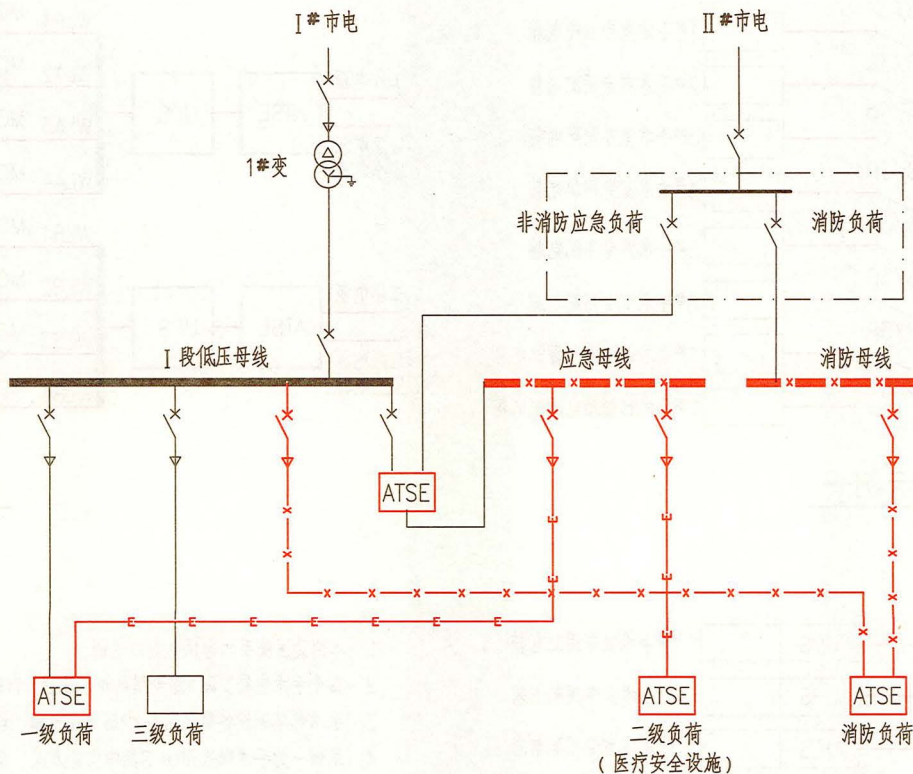 I#市电
II#市电
1#变
非消防应急负荷
消防负荷
I段低压母线
应急母线
消防母线
ATSE
ATSE
ATSE
ATSE
一级负荷
三级负荷
二级负荷
消防负荷
(医疗安全设施)